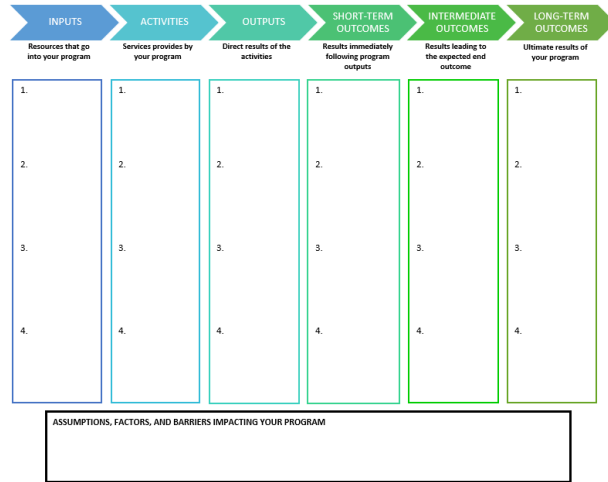 INPUTS
ACTIVITIES
OUTPUTS
SHORT-TERM
OUTCOMES
INTERMEDIATE
OUTCOMES
LONG-TERM
OUTCOMES
Resources that go
into your program
Services provides by
your program
Direct results of the
activities
Results immediately
following program
outputs
Results leading to
the expected end
outcome
Ultimate results of
your program
1.
2.
3.
4.
1.
2.
3.
4.
1.
2.
3.
4.
1.
2.
3.
4.
1.
2.
3.
4.
1.
2.
3.
4.
ASSUMPTIONS, FACTORS, AND BARRIERS IMPACTING YOUR PROGRAM